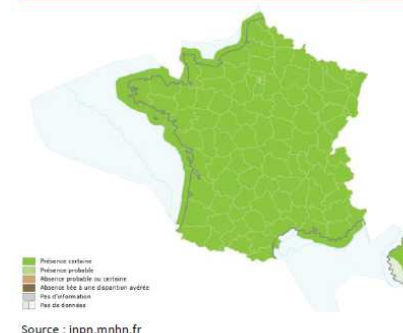 Présence certaine
Présence probable
Absence probable ou certaine
Absence liée à une disparition avérée
Pas d'information
Pas de données
Source : inpn.mnhn.fr